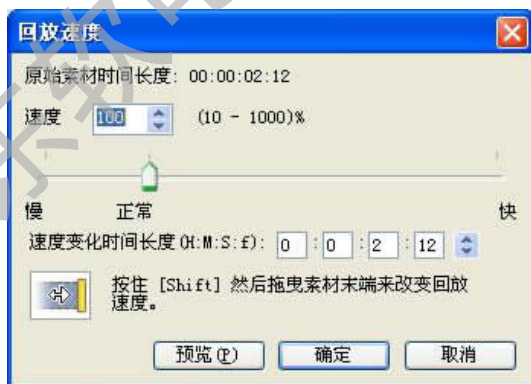 回放速度
原始素材时间长度: 00:00:02:12
速度 100 (10 - 1000)%
慢 正常 快
速度变化时间长度(H:M:S:f): 0 : 0 : 2 : 12
按住 [Shift] 然后拖曳素材末端来改变回放
速度。
预览(P) 确定 取消